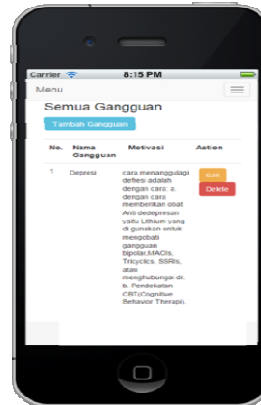 Carrier 8:15 PM
Menu
Semua Gangguan
Tambah Gangguan
No. Nama Gangguan Motivasi Action
1 Depresi cara menanggulagi
defiesi adalah
dengan cara: a.
dengan cara
memberikan obat
Anti dedepresan
yaitu Lithium yang
di gunakan untuk
mengobati
gangguan
bipolar,MAOIs,
Tricyclics, SSRIs,
atau
menghubungai dr.
b. Pendekatan
CBT(Cognitive
Behavior Therapi).
Edit
Delete